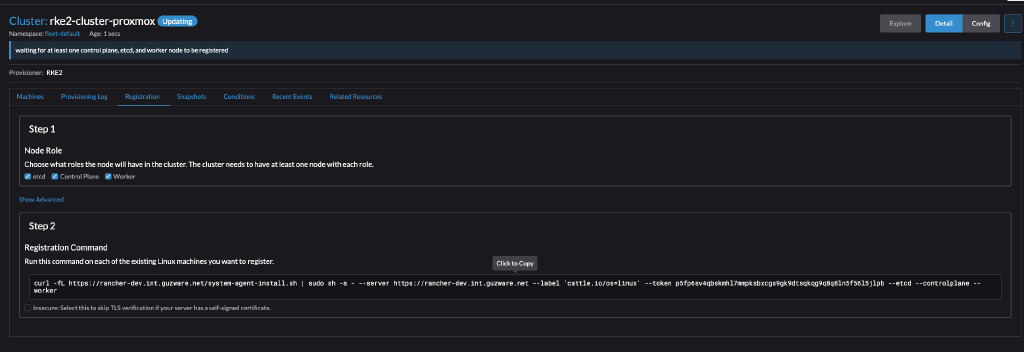 Cluster: rke2-cluster-proxmox Updating
Explore Detail Config
Namespace: fleet-default Age: 1 secs
waiting for at least one control plane, etcd, and worker node to be registered
Provisioner: RKE2
Machines Provisioning Log Registration Snapshots Conditions Recent Events Related Resources
Step 1
Node Role
Choose what roles the node will have in the cluster. The cluster needs to have at least one node with each role.
etcd Control Plane Worker
Show Advanced
Step 2
Registration Command
Run this command on each of the existing Linux machines you want to register.
Click to Copy
curl -fL https://rancher-dev.int.guzware.net/system-agent-install.sh | sudo sh -s - --server https://rancher-dev.int.guzware.net --label 'cattle.io/os=linux' --token --etcd --controlplane --
worker
Insecure: Select this to skip TLS verification if your server has a self-signed certificate.